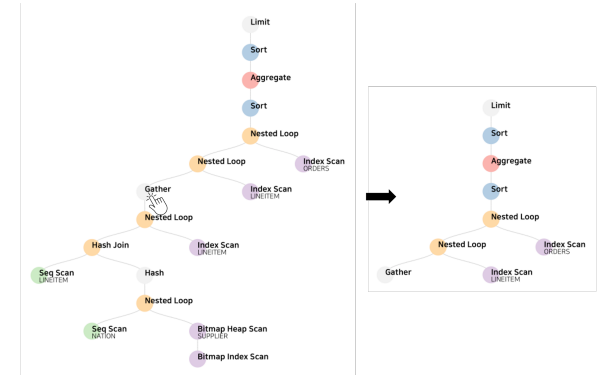 Limit
Sort
Aggregate
Sort
Nested Loop
Nested Loop
Index Scan
ORDERS
Gather
Index Scan
LINEITEM
Nested Loop
Hash Join
Index Scan
LINEITEM
Seq Scan
LINEITEM
Hash
Nested Loop
Seq Scan
NATION
Bitmap Heap Scan
SUPPLIER
Bitmap Index Scan
Limit
Sort
Aggregate
Sort
Nested Loop
Nested Loop
Index Scan
ORDERS
Gather
Index Scan
LINEITEM